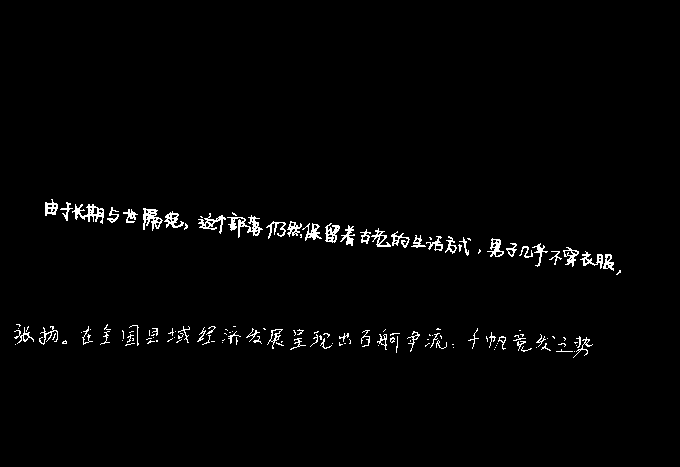 由于长期与世隔绝，这个部落仍然保留着古老的生活方式，男子几乎不穿衣服，
张扬。在全国县域经济发展呈现出百舸争流、千帆竞发之势